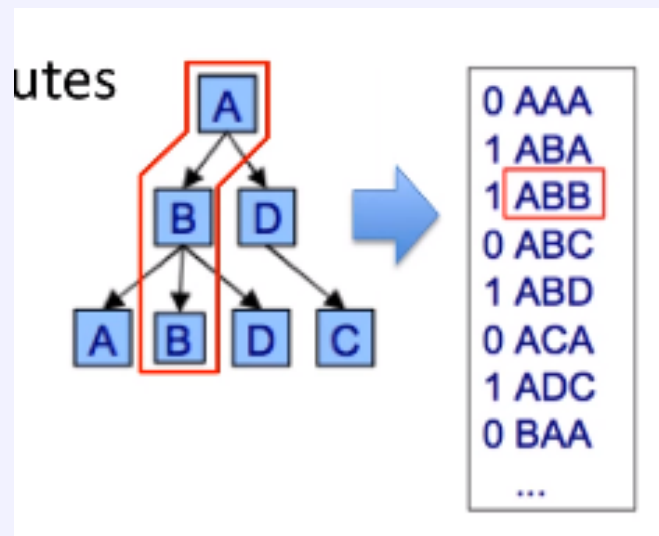 utes
A
B D
A B D C
0 AAA
1 ABA
1 ABB
0 ABC
1 ABD
0 ACA
1 ADC
0 BAA
...